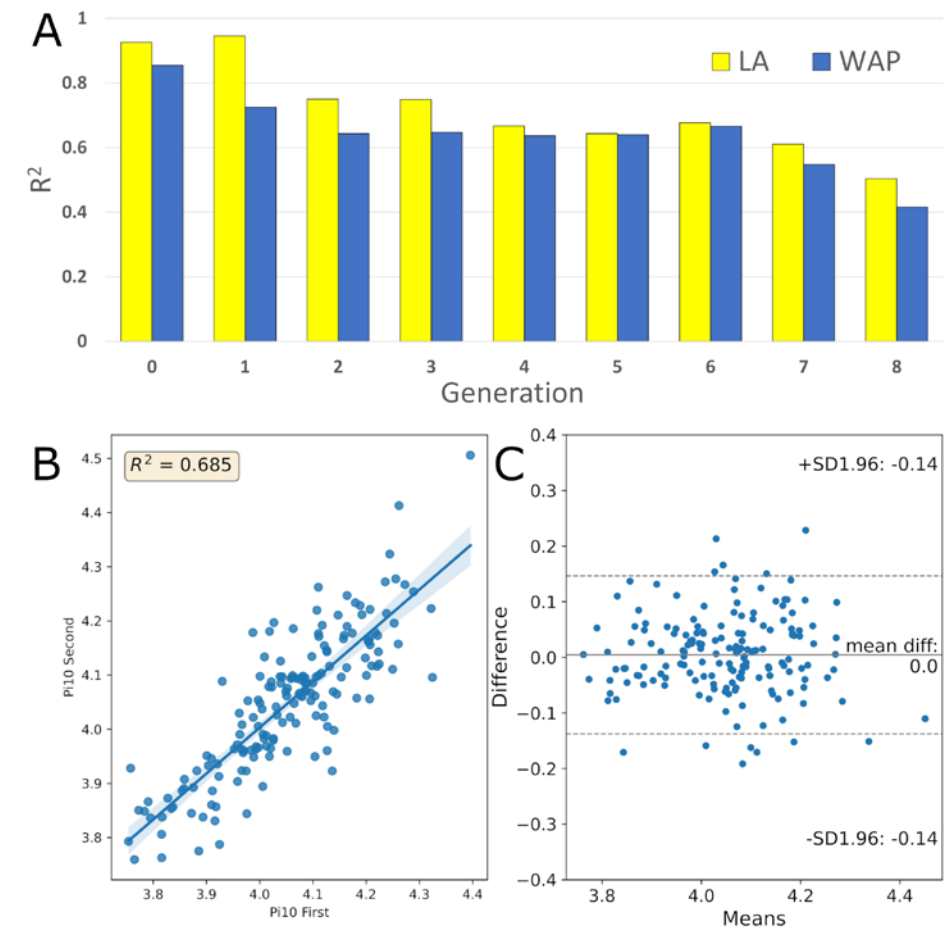 A
1
0.8
0.6
0.4
0.2
0
R²
LA
WAP
0 1 2 3 4 5 6 7 8
Generation
B
R² = 0.685
4.5
4.4
4.3
4.2
4.1
4.0
3.9
3.8
Pi10 Second
3.8 3.9 4.0 4.1 4.2 4.3 4.4
Pi10 First
C
0.4
0.3
0.2
0.1
0.0
−0.1
−0.2
−0.3
−0.4
Difference
+SD1.96: -0.14
mean diff:
0.0
-SD1.96: -0.14
3.8 4.0 4.2 4.4
Means